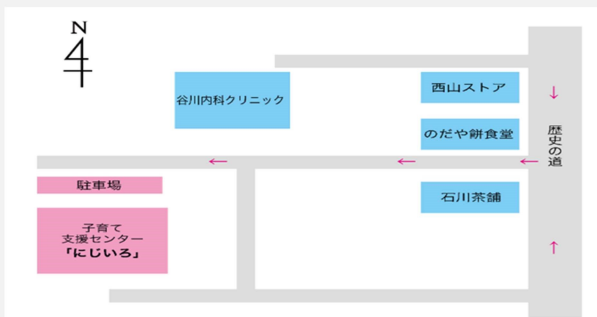 N
谷川内科クリニック
西山ストア
のだや餅食堂
歴史の道
石川茶舗
駐車場
子育て
支援センター
「にじいろ」